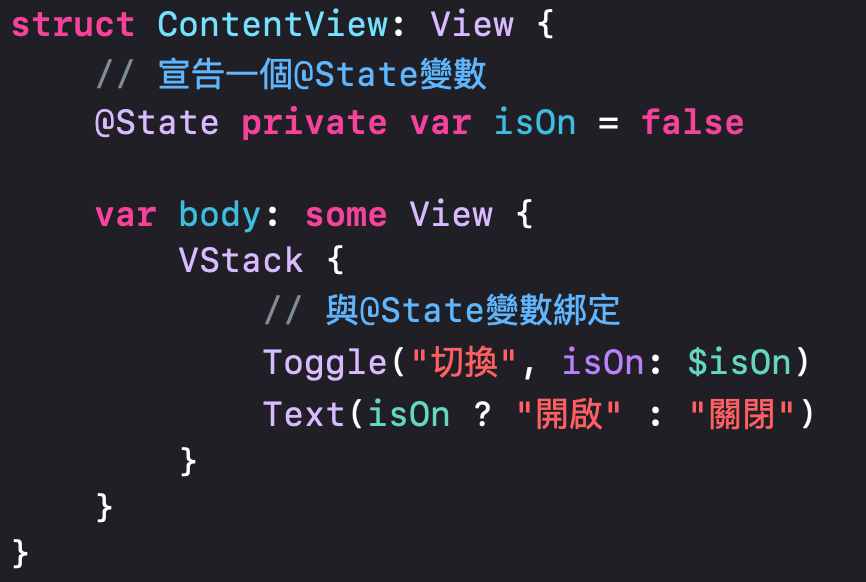 struct ContentView: View {
    // 宣告一個@State變數
    @State private var isOn = false

    var body: some View {
        VStack {
            // 與@State變數綁定
            Toggle("切換", isOn: $isOn)
            Text(isOn ? "開啟" : "關閉")
        }
    }
}